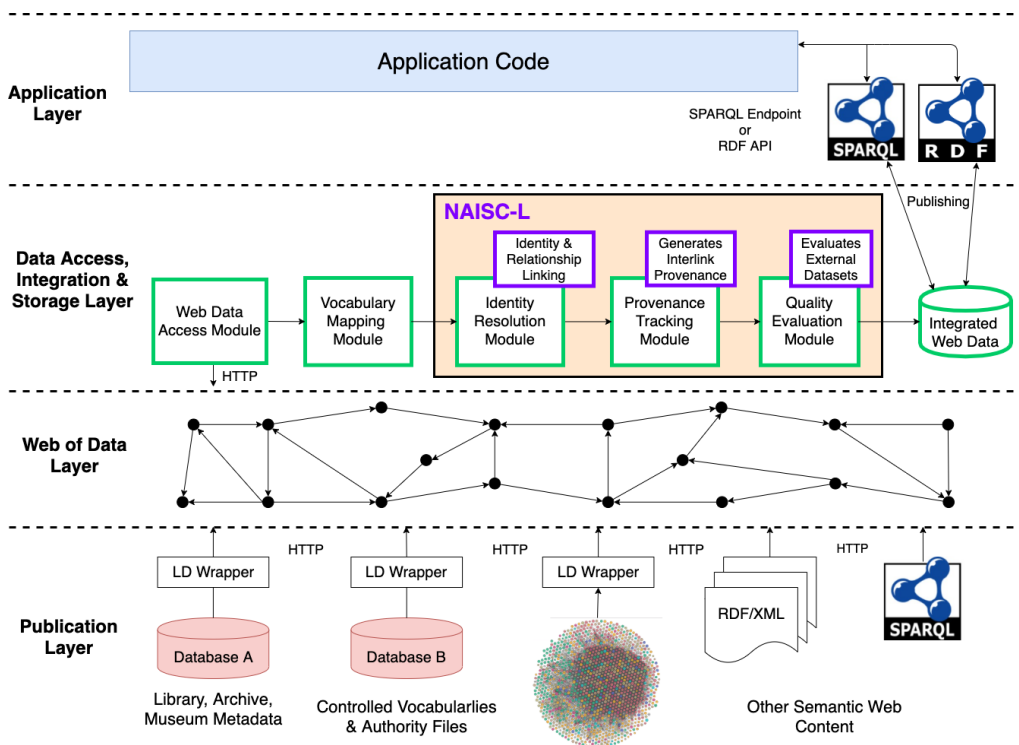 Application Code
Application
Layer
SPARQL Endpoint
or
RDF API
SPARQL
R D F
Publishing
NAISC-L
Identity &
Relationship
Linking
Generates
Interlink
Provenance
Evaluates
External
Datasets
Data Access,
Integration &
Storage Layer
Web Data
Access Module
Vocabulary
Mapping
Module
Identity
Resolution
Module
Provenance
Tracking
Module
Quality
Evaluation
Module
Integrated
Web Data
HTTP
Web of Data
Layer
HTTP
HTTP
HTTP
HTTP
LD Wrapper
LD Wrapper
LD Wrapper
RDF/XML
SPARQL
Publication
Layer
Database A
Database B
Library, Archive,
Museum Metadata
Controlled Vocabularlies
& Authority Files
Other Semantic Web
Content